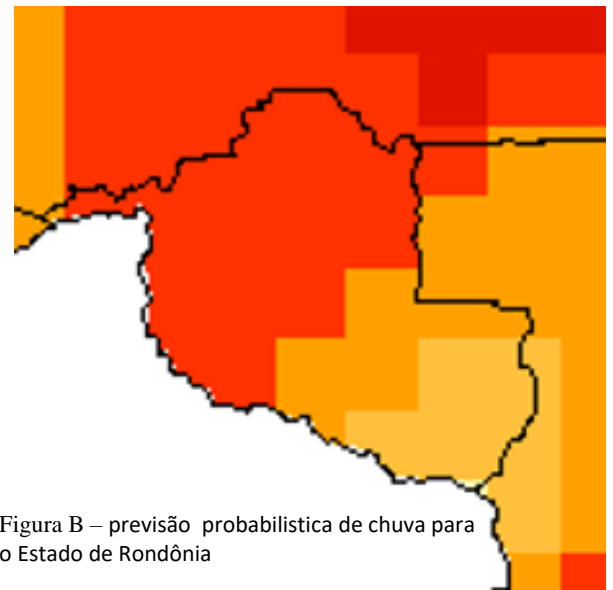 Figura B – previsão probabilistica de chuva para
o Estado de Rondônia